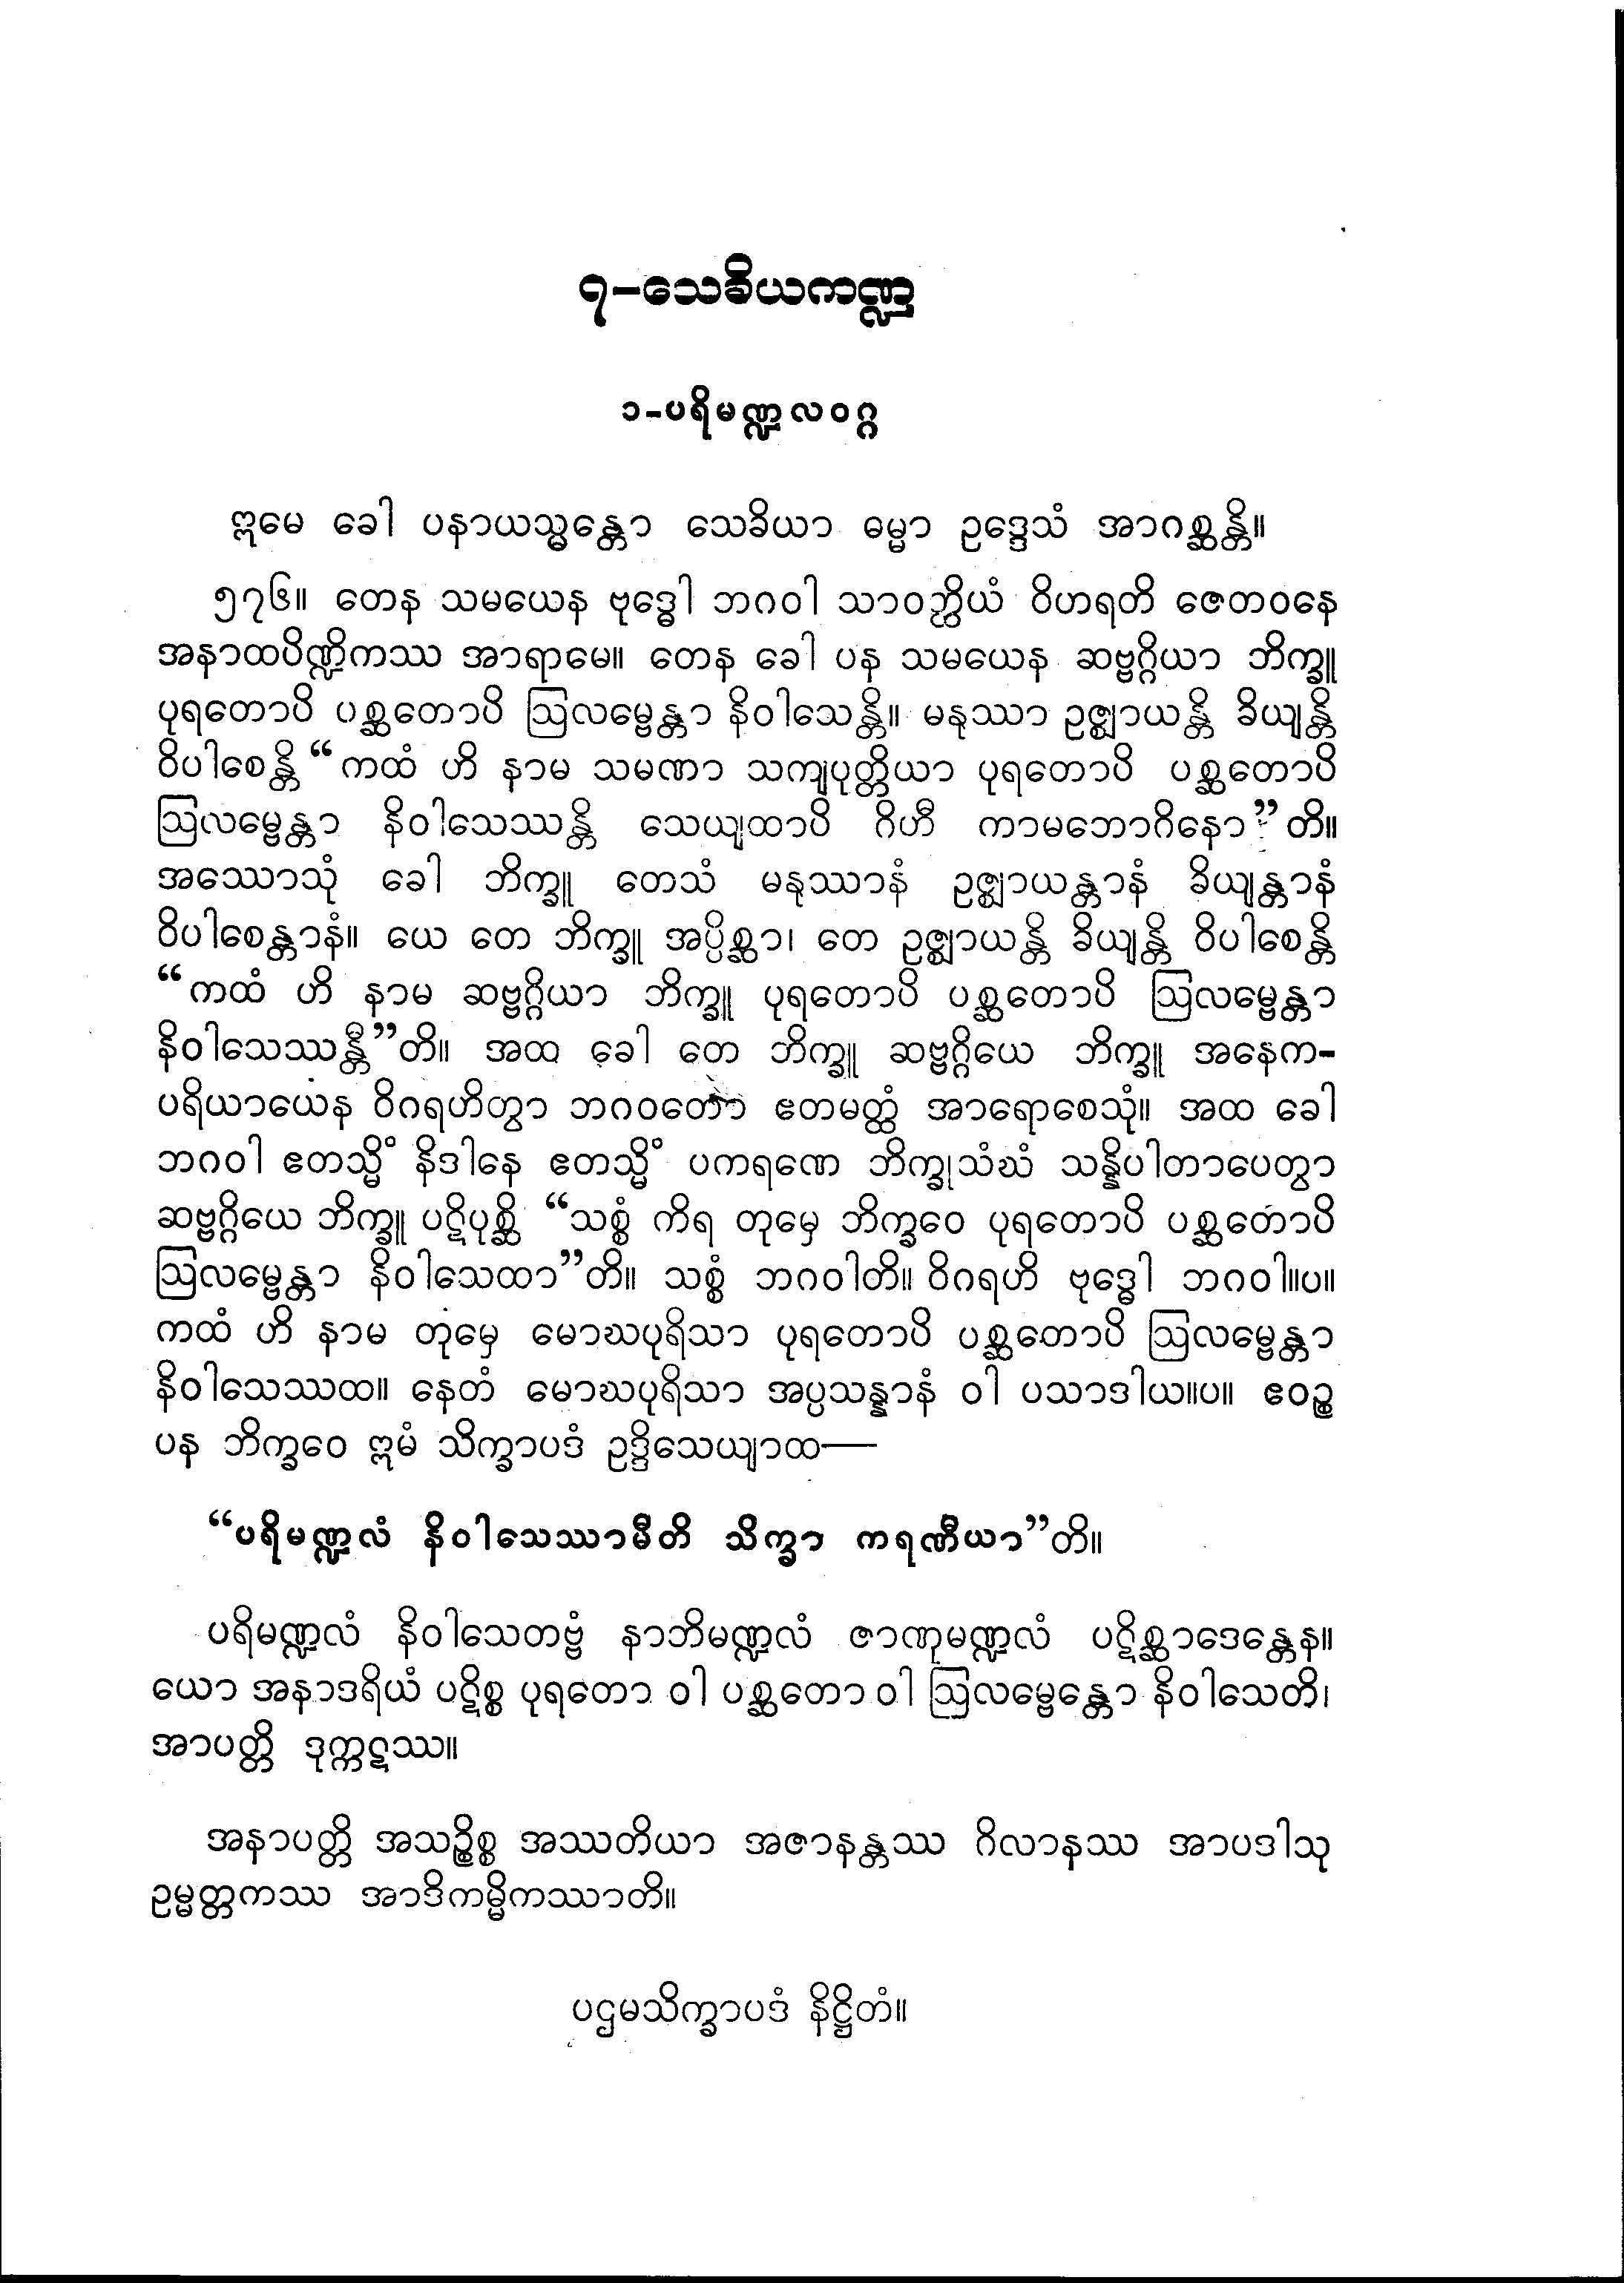 ၇-သေခိယကဏ္ဍ
၁-ပရိမဏ္ဍလဝဂ္ဂ
ဣမေ ခေါ ပနာယသ္မန္တော သေခိယာ ဓမ္မာ ဥဒ္ဒေသံ အာဂစ္ဆန္တိ။
၅၇၆။ တေန သမယေန ဗုဒ္ဓေါ ဘဂဝါ သာဝတ္ထိယံ ဝိဟရတိ ဇေတဝနေ
အနာထပိဏ္ဍိကဿ အာရာမေ။ တေန ခေါ ပန သမယေန ဆဗ္ဗဂ္ဂိယာ ဘိက္ခူ
ပုရတောပိ ပစ္ဆတောပိ ဩလမ္ဗေန္တာ နိဝါသေန္တိ။ မနုဿာ ဥဇ္ဈာယန္တိ ခိယျန္တိ
ဝိပါစေန္တိ “ကထံ ဟိ နာမ သမဏာ သကျပုတ္တိယာ ပုရတောပိ ပစ္ဆတောပိ
ဩလမ္ဗေန္တာ နိဝါသေဿန္တိ သေယျထာပိ ဂိဟီ ကာမဘောဂိနော”တိ။
အဿောသုံ ခေါ ဘိက္ခူ တေသံ မနုဿာနံ ဥဇ္ဈာယန္တာနံ ခိယျန္တာနံ
ဝိပါစေန္တာနံ။ ယေ တေ ဘိက္ခူ အပ္ပိစ္ဆာ၊ တေ ဥဇ္ဈာယန္တိ ခိယျန္တိ ဝိပါစေန္တိ
“ကထံ ဟိ နာမ ဆဗ္ဗဂ္ဂိယာ ဘိက္ခူ ပုရတောပိ ပစ္ဆတောပိ ဩလမ္ဗေန္တာ
နိဝါသေဿန္တီ”တိ။ အထ ခေါ တေ ဘိက္ခူ ဆဗ္ဗဂ္ဂိယေ ဘိက္ခူ အနေက-
ပရိယာယေန ဝိဂရဟိတွာ ဘဂဝတော ဧတမတ္ထံ အာရောစေသုံ။ အထ ခေါ
ဘဂဝါ ဧတသ္မိံ နိဒါနေ ဧတသ္မိံ ပကရဏေ ဘိက္ခုသံဃံ သန္နိပါတာပေတွာ
ဆဗ္ဗဂ္ဂိယေ ဘိက္ခူ ပဋိပုစ္ဆိ “သစ္စံ ကိရ တုမှေ ဘိက္ခဝေ ပုရတောပိ ပစ္ဆတောပိ
ဩလမ္ဗေန္တာ နိဝါသေထာ”တိ။ သစ္စံ ဘဂဝါတိ။ ဝိဂရဟိ ဗုဒ္ဓေါ ဘဂဝါ။ပ။
ကထံ ဟိ နာမ တုမှေ မောဃပုရိသာ ပုရတောပိ ပစ္ဆတောပိ ဩလမ္ဗေန္တာ
နိဝါသေဿထ။ နေတံ မောဃပုရိသာ အပ္ပသန္နာနံ ဝါ ပသာဒါယ။ပ။ ဧဝဉ္စ
ပန ဘိက္ခဝေ ဣမံ သိက္ခာပဒံ ဥဒ္ဒိသေယျာထ—
“ပရိမဏ္ဍလံ နိဝါသေဿာမီတိ သိက္ခာ ကရဏီယာ”တိ။
ပရိမဏ္ဍလံ နိဝါသေတဗ္ဗံ နာဘိမဏ္ဍလံ ဇာဏုမဏ္ဍလံ ပဋိစ္ဆာဒေန္တေန။
ယော အနာဒရိယံ ပဋိစ္စ ပုရတော ဝါ ပစ္ဆတော ဝါ ဩလမ္ဗေန္တော နိဝါသေတိ၊
အာပတ္တိ ဒုက္ကဋဿ။
အနာပတ္တိ အသဉ္စိစ္စ အဿတိယာ အဇာနန္တဿ ဂိလာနဿ အာပဒါသု
ဥမ္မတ္တကဿ အာဒိကမ္မိကဿာတိ။
ပဌမသိက္ခာပဒံ နိဋ္ဌိတံ။